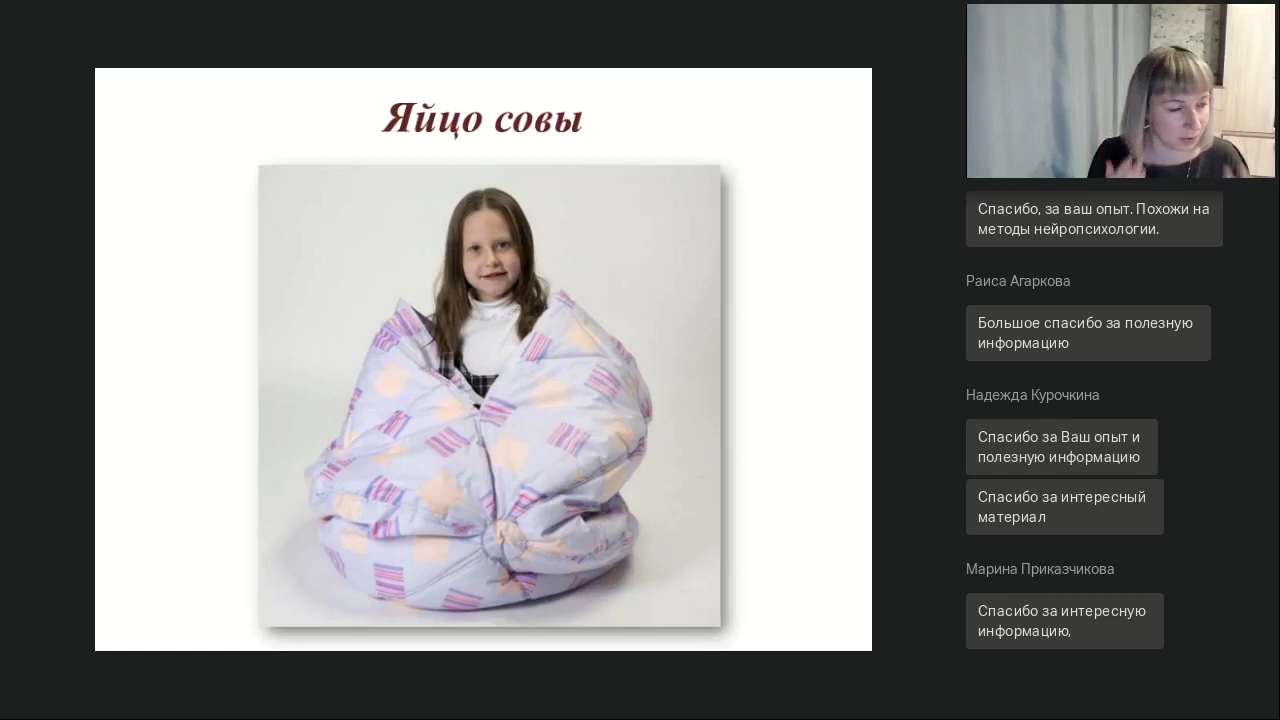 Яйцо совы
Спасибо, за ваш опыт. Похожи на
методы нейропсихологии.
Раиса Агаркова
Большое спасибо за полезную
информацию
Надежда Курочкина
Спасибо за Ваш опыт и
полезную информацию
Спасибо за интересный
материал
Марина Приказчикова
Спасибо за интересную
информацию,